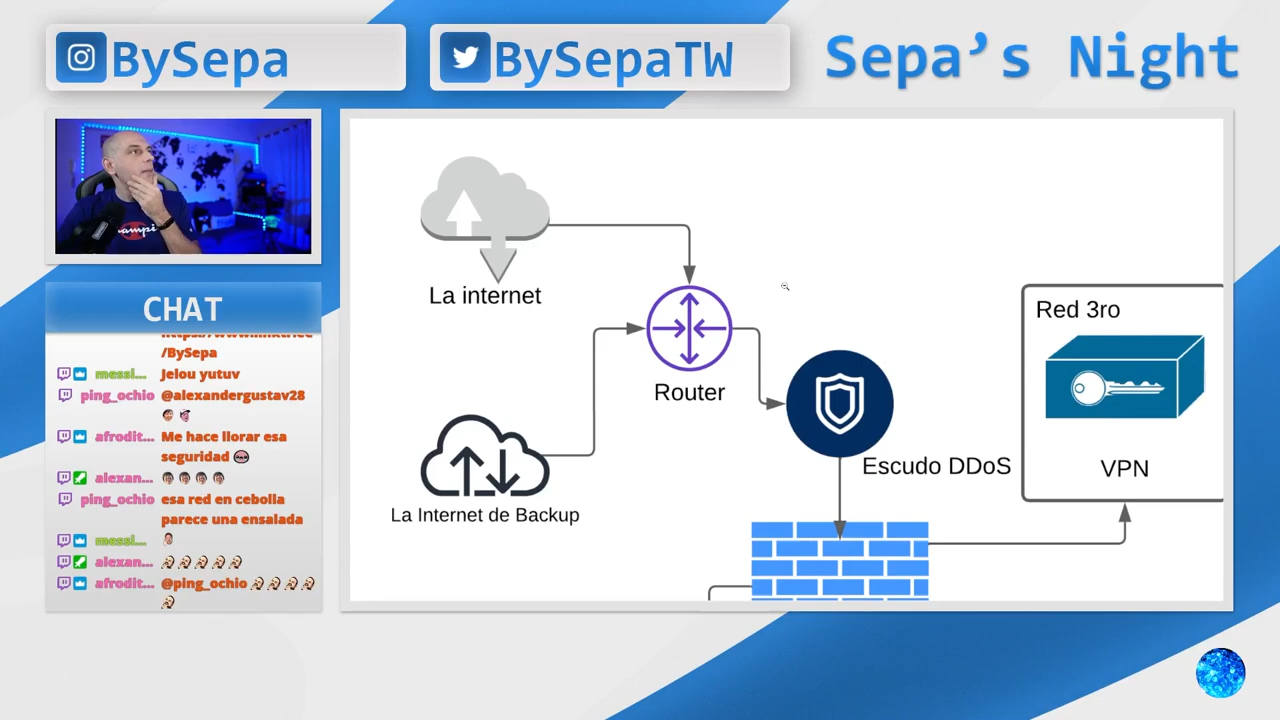 BySepa
BySepaTW
Sepa's Night
CHAT
/BySepa
messi... Jelou yutuv
ping_ochio @alexandergustav28
afrodit... Me hace llorar esa
seguridad
alexan...
ping_ochio esa red en cebolla
parece una ensalada
messi...
alexan...
afrodit... @ping_ochio
La internet
La Internet de Backup
Router
Escudo DDoS
Red 3ro
VPN